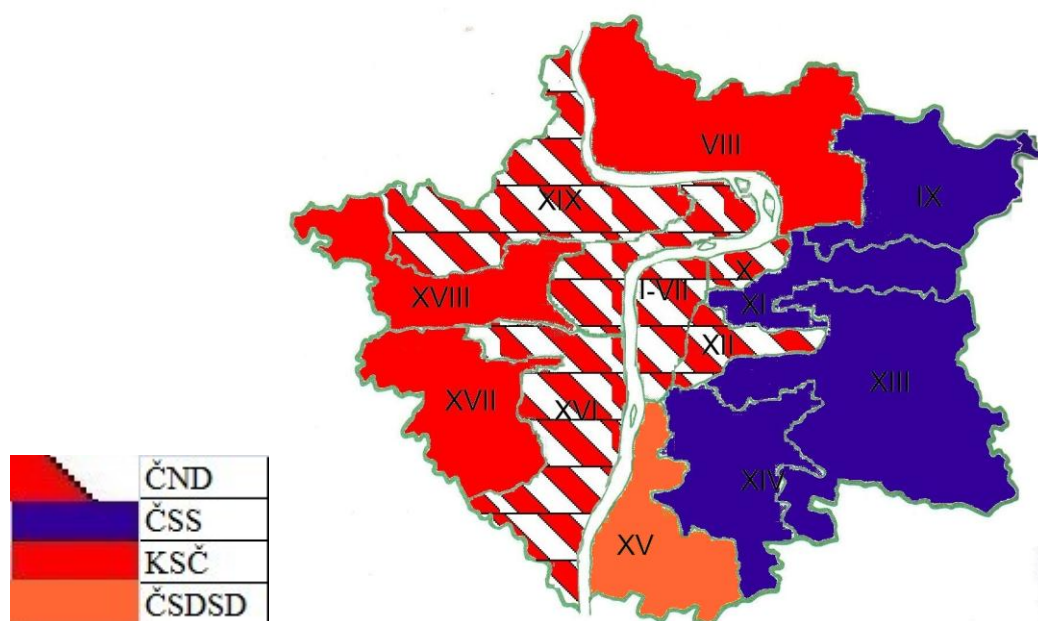 VIII
IX
XIX
X
I-VII
XVIII
XI
XII
XIII
XVII
XVI
XIV
XV
ČND
ČSS
KSČ
ČSDSD